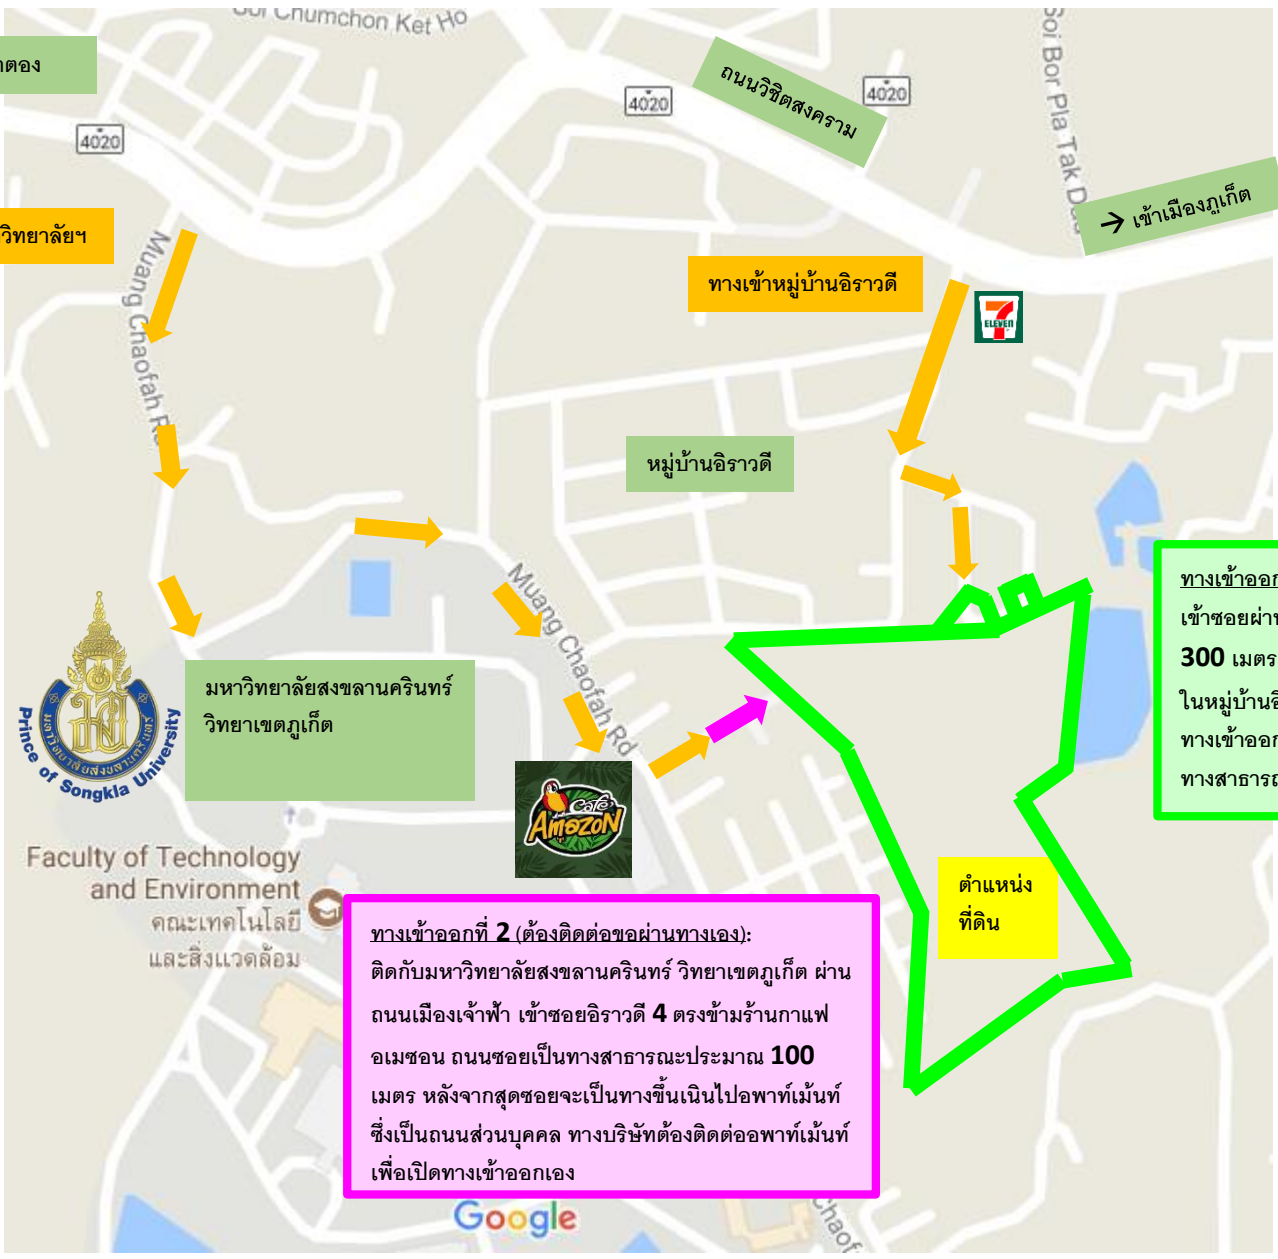 Soi Chumchon Ket Ho
4020
ถนนวิชิตสงคราม
4020
Soi Bor Pla Tak
4020
→ เข้าเมืองภูเก็ต
วิทยาลัยฯ
Muang Chaofah
ทางเข้าหมู่บ้านอิราวดี
7
ELEVEN
หมู่บ้านอิราวดี
Muang Chaofah Rd
ทางเข้าออก
เข้าซอยผ่าน
300 เมตร
ในหมู่บ้าน
ทางเข้าออก
มหาวิทยาลัยสงขลานครินทร์
วิทยาเขตภูเก็ต
Prince of Songkla University
มหาวิทยาลัยสงขลานครินทร์
Café
Amazon
Faculty of Technology
and Environment
คณะเทคโนโลยี
และสิ่งแวดล้อม
ตำแหน่ง
ที่ดิน
ทางเข้าออกที่ 2 (ต้องติดต่อขอผ่านทางเอง):
ติดกับมหาวิทยาลัยสงขลานครินทร์ วิทยาเขตภูเก็ต ผ่าน
ถนนเมืองเจ้าฟ้า เข้าซอยอิราวดี 4 ตรงข้ามร้านกาแฟ
อเมซอน ถนนซอยเป็นทางสาธารณะประมาณ 100
เมตร หลังจากสุดซอยจะเป็นทางขึ้นเนินไปอพาท์เม้นท์
ซึ่งเป็นถนนส่วนบุคคล ทางบริษัทต้องติดต่ออพาท์เม้นท์
เพื่อเปิดทางเข้าออกเอง
Google